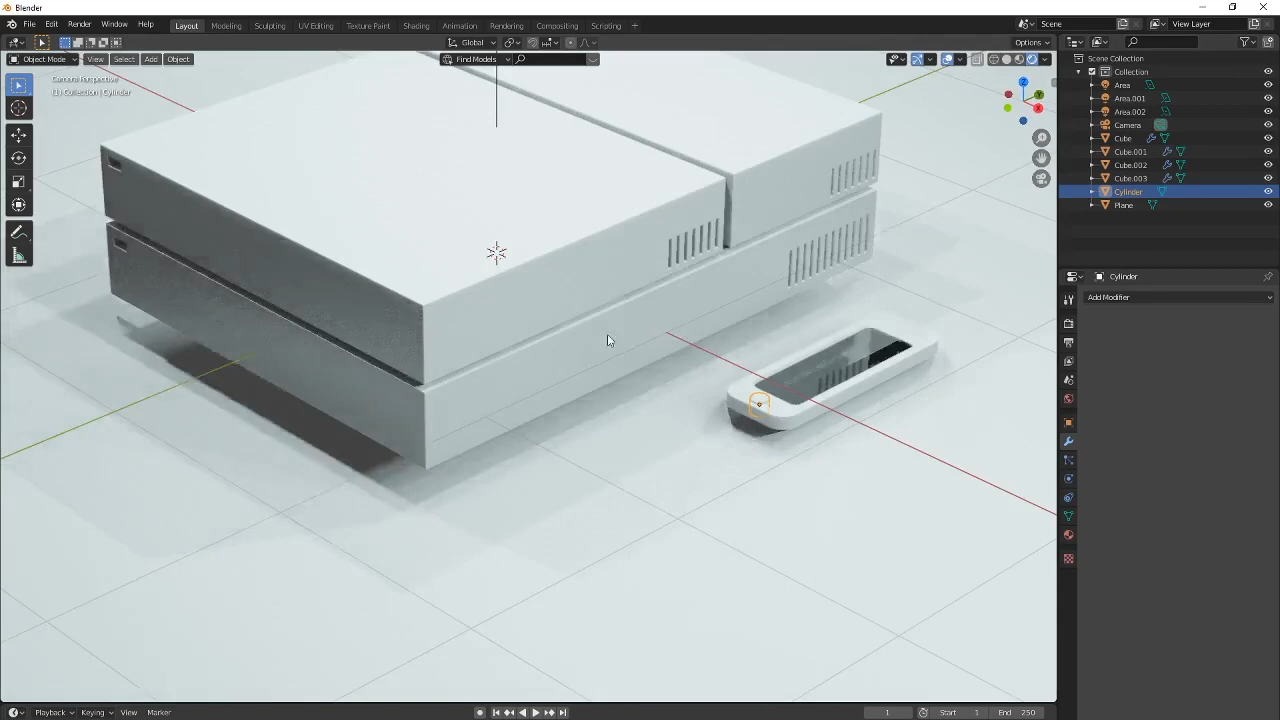 Blender
File Edit Render Window Help Layout Modeling Sculpting UV Editing Texture Paint Shading Animation Rendering Compositing Scripting + Scene View Layer
Global Options
Object Mode View Select Add Object Find Models
Camera Perspective
(1) Collection | Cylinder
Z
Y
X
Scene Collection
Collection
Area
Area.001
Area.002
Camera
Cube
Cube.001
Cube.002
Cube.003
Cylinder
Plane
Cylinder
Add Modifier
Playback Keying View Marker 1 Start 1 End 250